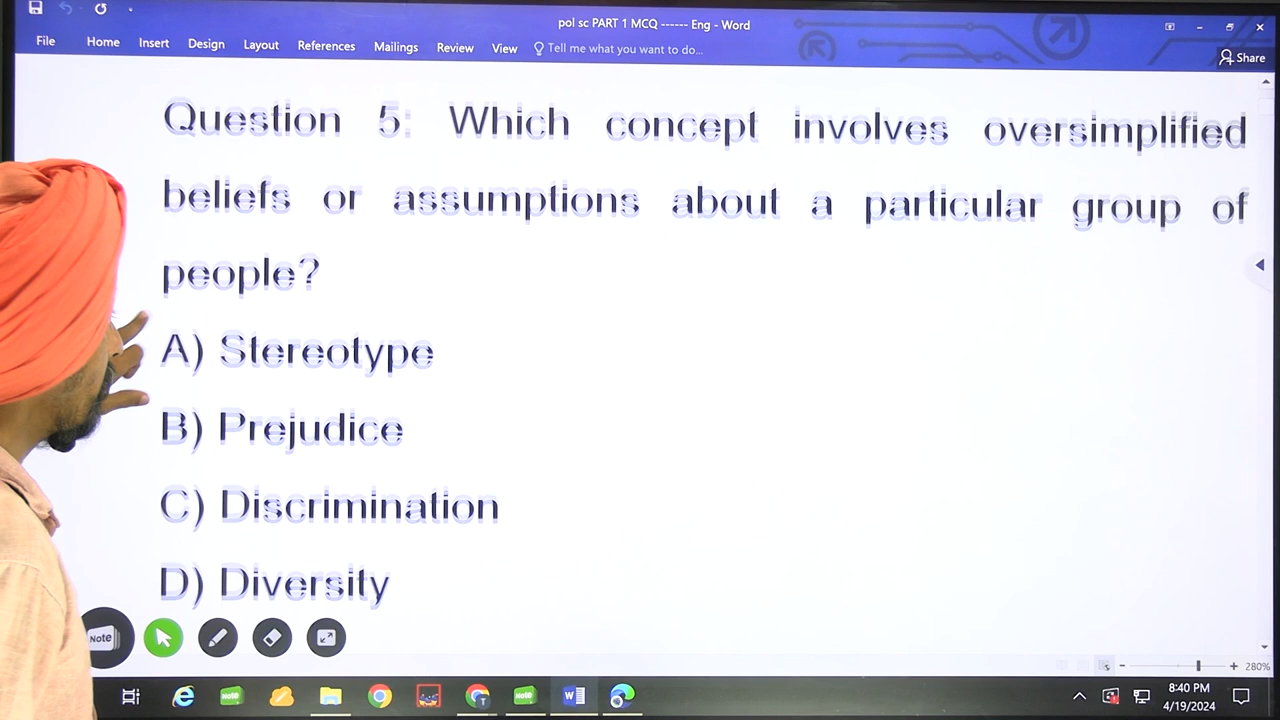 pol sc PART 1 MCQ ------ Eng - Word
File Home Insert Design Layout References Mailings Review View Tell me what you want to do...
Share
Question 5: Which concept involves oversimplified
beliefs or assumptions about a particular group of
people?
A) Stereotype
B) Prejudice
C) Discrimination
D) Diversity
Note
280%
Note
Note
8:40 PM
4/19/2024